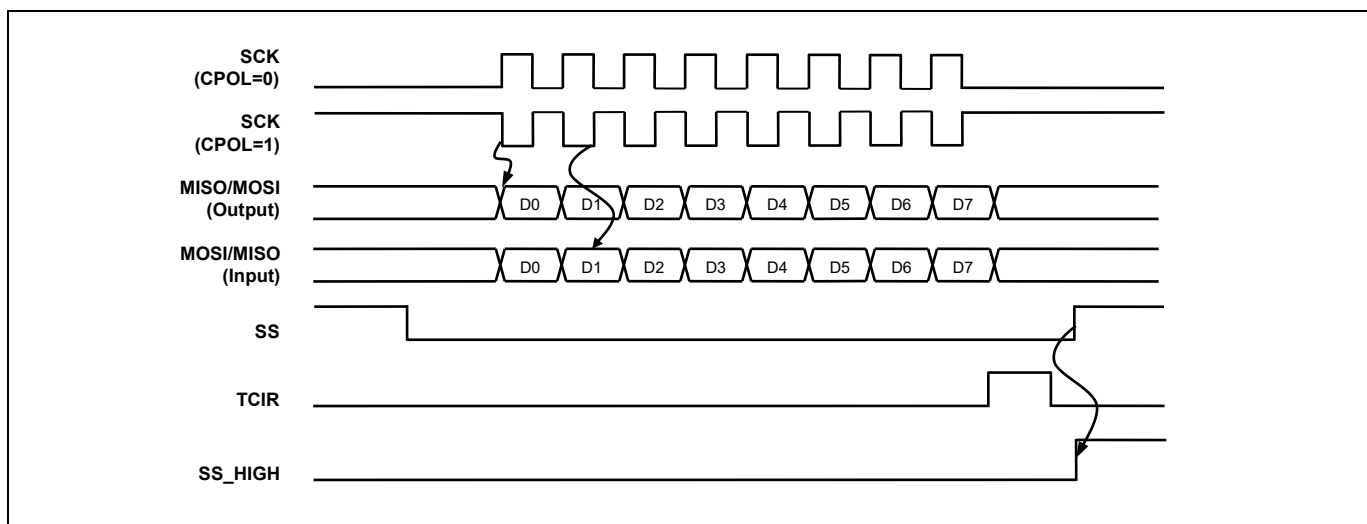 SCK
(CPOL=0)
SCK
(CPOL=1)
MISO/MOSI
(Output)
D0 D1 D2 D3 D4 D5 D6 D7
MOSI/MISO
(Input)
D0 D1 D2 D3 D4 D5 D6 D7
SS
TCIR
SS_HIGH